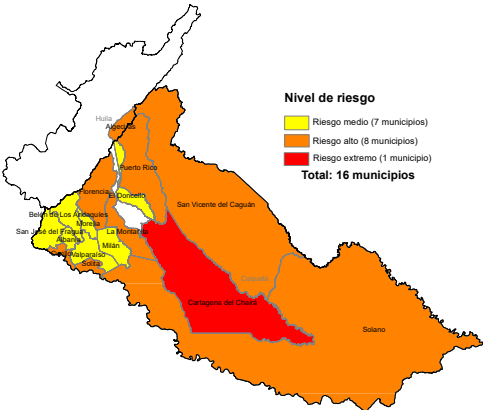 Nivel de riesgo
Riesgo medio (7 municipios)
Riesgo alto (8 municipios)
Riesgo extremo (1 municipio)
Total: 16 municipios
Huila
Algeciras
Puerto Rico
Florencia
El Doncello
San Vicente del Caguán
Belén de Los Andaquies
Morelia
San José del Fragua
La Montañita
Albania
Milán
Valparaíso
Solita
Caquetá
Cartagena del Chairá
Solano